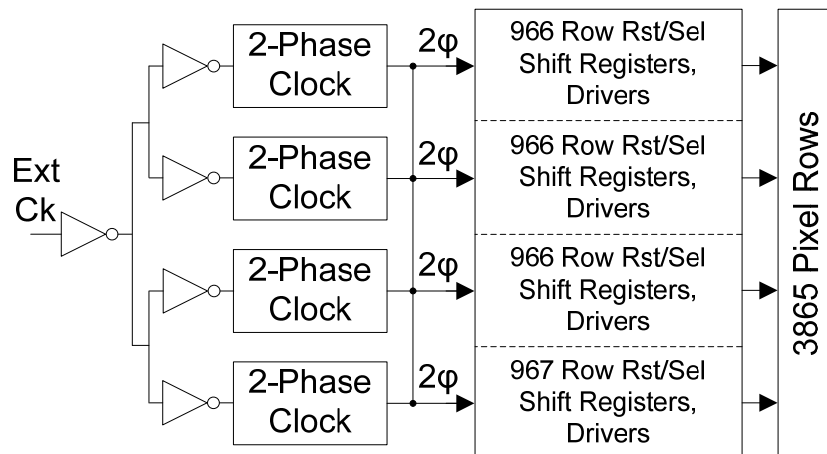 Ext
Ck
2-Phase
Clock
2φ
966 Row Rst/Sel
Shift Registers,
Drivers
2-Phase
Clock
2φ
966 Row Rst/Sel
Shift Registers,
Drivers
2-Phase
Clock
2φ
966 Row Rst/Sel
Shift Registers,
Drivers
2-Phase
Clock
2φ
967 Row Rst/Sel
Shift Registers,
Drivers
3865 Pixel Rows